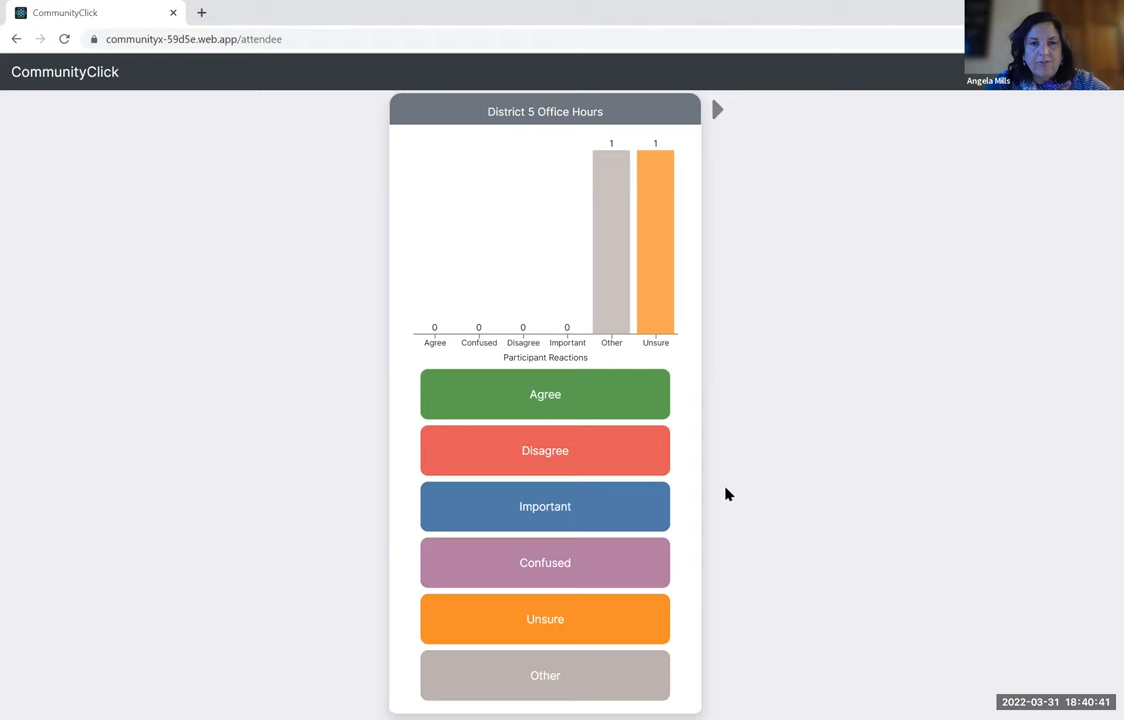 CommunityClick
communityx-59d5e.web.app/attendee
CommunityClick
Angela Mills
District 5 Office Hours
1 1
0 0 0 0
Agree Confused Disagree Important Other Unsure
Participant Reactions
Agree
Disagree
Important
Confused
Unsure
Other
2022-03-31 18:40:41